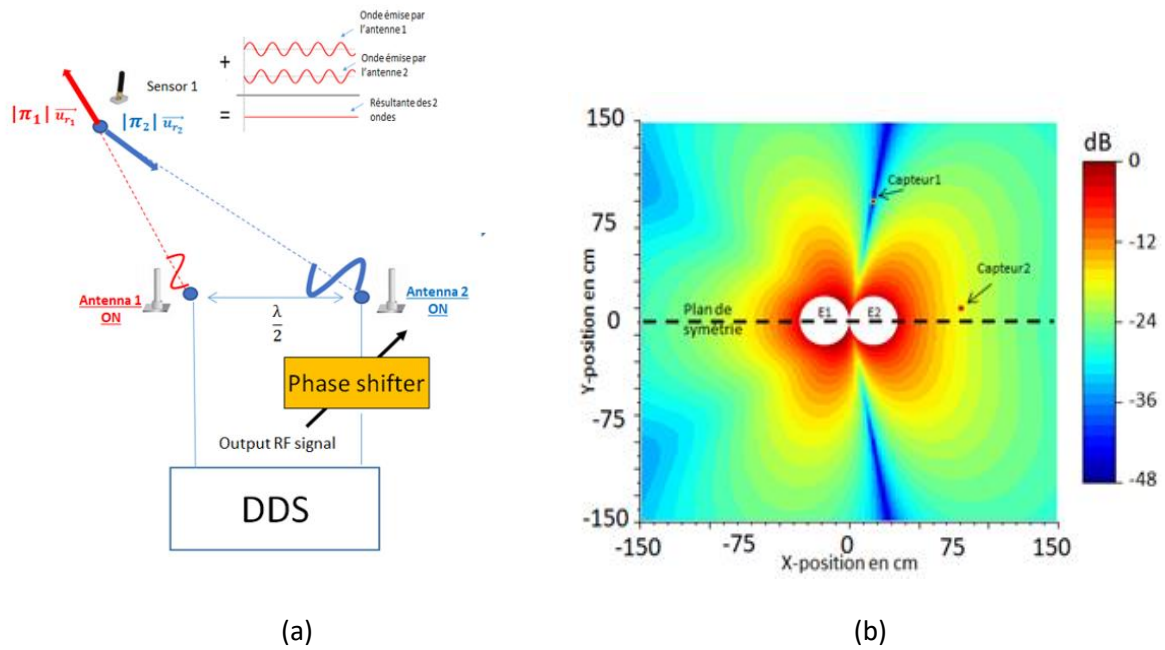 Onde émise par
l'antenne 1
Onde émise par
l'antenne 2
Résultante des 2
ondes
+
=
Sensor 1
|π₁| u_r₁
|π₂| u_r₂
Antenna 1
ON
λ/2
Antenna 2
ON
Phase shifter
Output RF signal
DDS
(a)
150
75
0
-75
-150
Y-position en cm
-150
-75
0
75
150
X-position en cm
Capteur1
Capteur2
Plan de
symétrie
E1
E2
dB
0
-12
-24
-36
-48
(b)